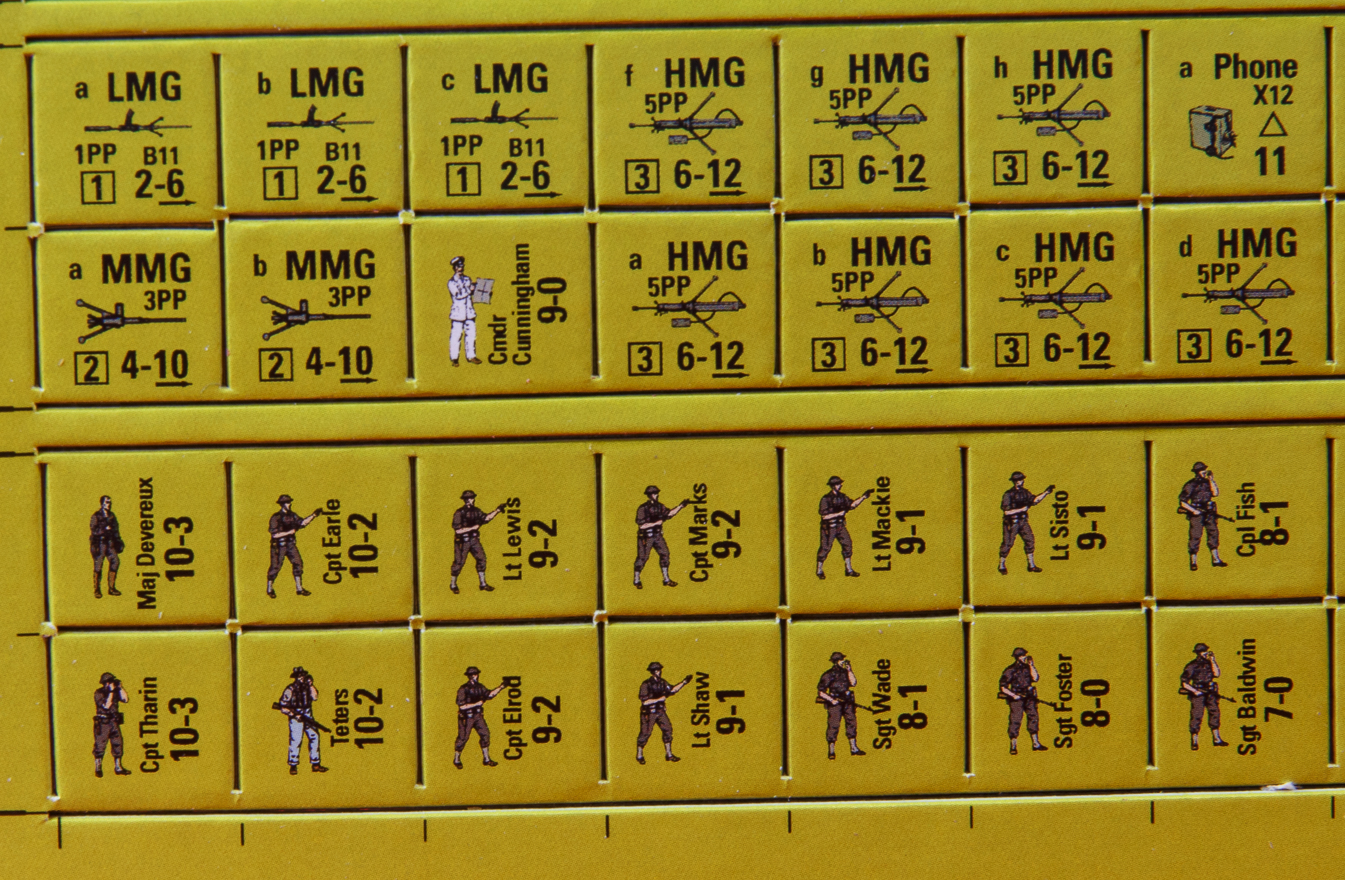 a LMG
1PP B11
1 2-6
b LMG
1PP B11
1 2-6
c LMG
1PP B11
1 2-6
f HMG
5PP
3 6-12
g HMG
5PP
3 6-12
h HMG
5PP
3 6-12
a Phone
X12
△
11
a MMG
3PP
2 4-10
b MMG
3PP
2 4-10
Cmdr
Cunningham
9-0
a HMG
5PP
3 6-12
b HMG
5PP
3 6-12
c HMG
5PP
3 6-12
d HMG
5PP
3 6-12
Maj Devereux
10-3
Cpt Earle
10-2
Lt Lewis
9-2
Cpt Marks
9-2
Lt Mackie
9-1
Lt Sisto
9-1
Cpl Fish
8-1
Cpt Tharin
10-3
Teters
10-2
Cpt Elrod
9-2
Lt Shaw
9-1
Sgt Wade
8-1
Sgt Foster
8-0
Sgt Baldwin
7-0